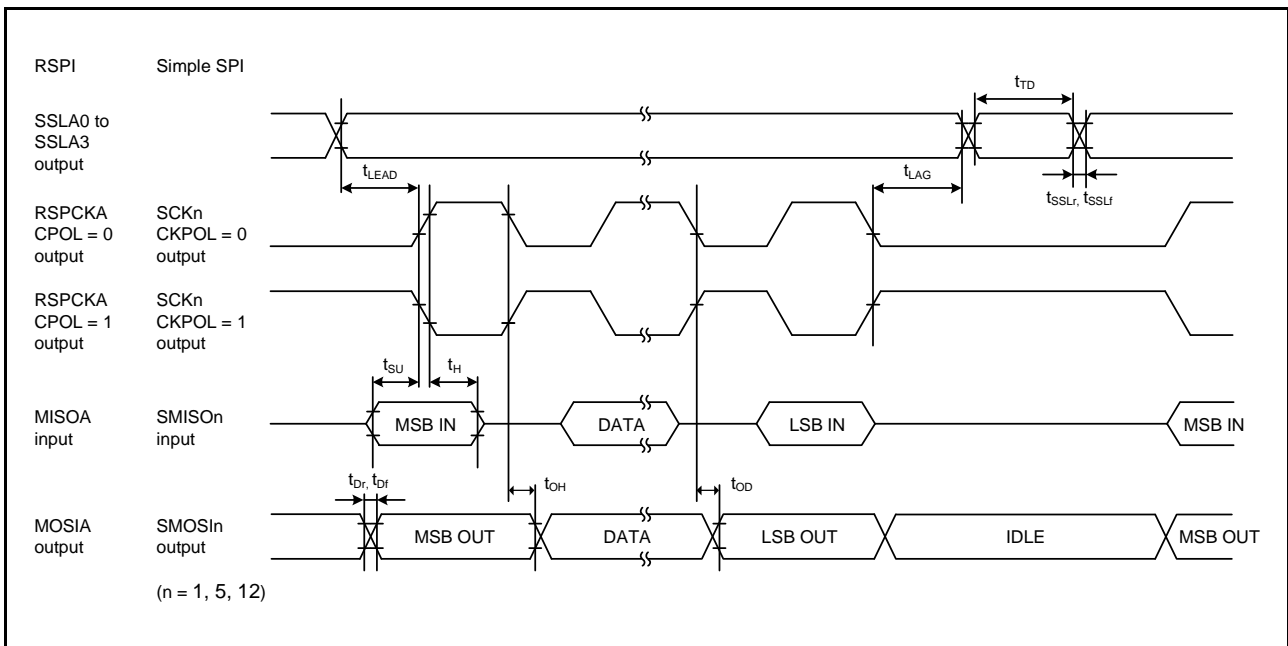 RSPI Simple SPI
SSLA0 to
SSLA3
output
tTD
tLEAD
tLAG
tSSLr, tSSLf
RSPCKA SCKn
CPOL = 0 CKPOL = 0
output output
RSPCKA SCKn
CPOL = 1 CKPOL = 1
output output
tSU tH
MISOA SMISOn
input input
MSB IN DATA LSB IN MSB IN
tDr, tDf tOH tOD
MOSIA SMOSIn
output output
MSB OUT DATA LSB OUT IDLE MSB OUT
(n = 1, 5, 12)